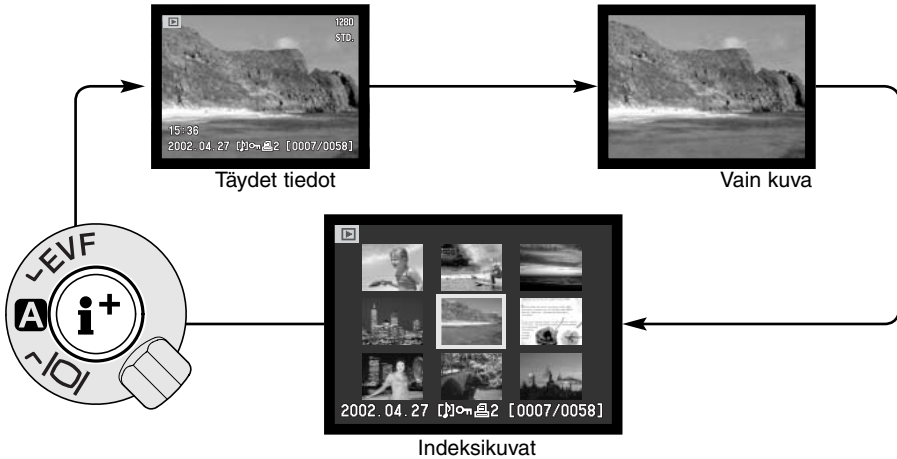 1280
STD.
15:36
2002.04.27 2 [0007/0058]
Täydet tiedot
Vain kuva
EVF
A
i+
2002.04.27 2 [0007/0058]
Indeksikuvat